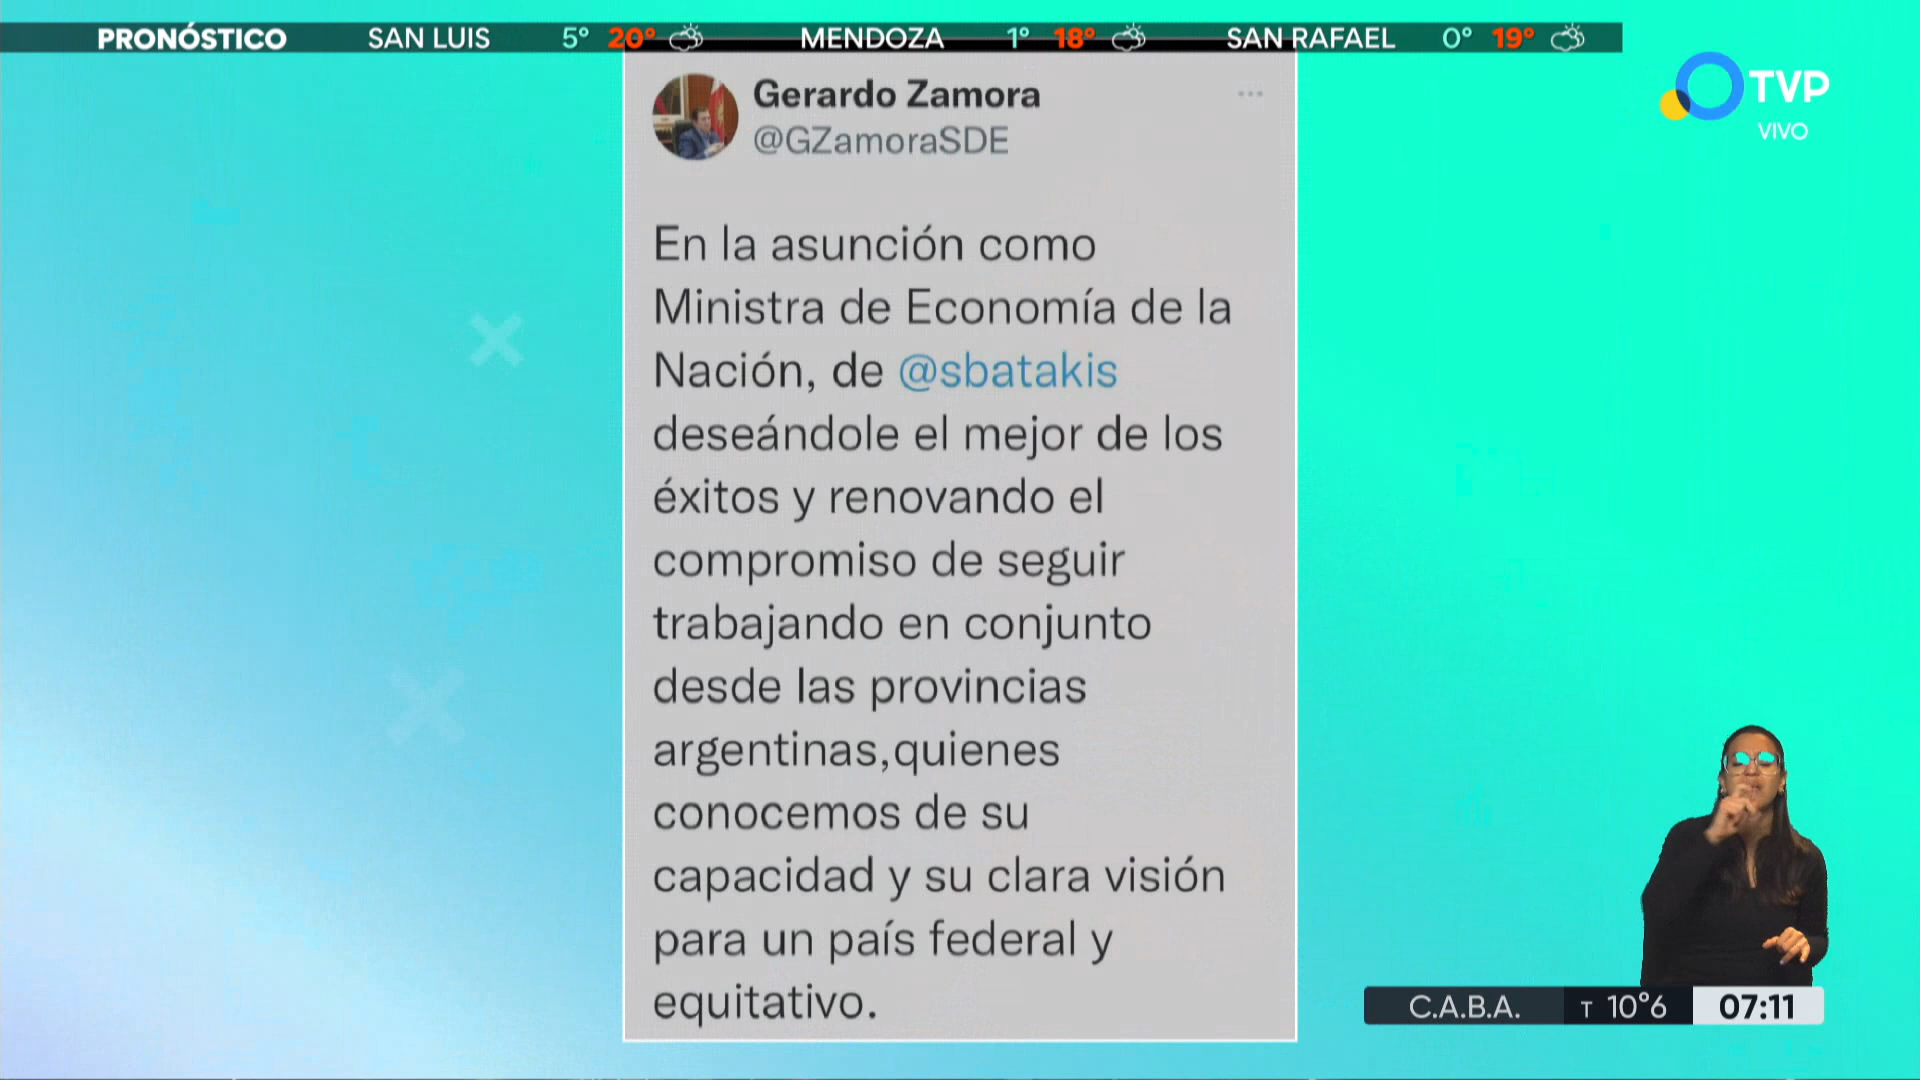 PRONÓSTICO SAN LUIS 5° 20° MENDOZA 1° 18° SAN RAFAEL 0° 19°
TVP
VIVO
Gerardo Zamora
@GZamoraSDE
En la asunción como
Ministra de Economía de la
Nación, de @sbatakis
deseándole el mejor de los
éxitos y renovando el
compromiso de seguir
trabajando en conjunto
desde las provincias
argentinas,quienes
conocemos de su
capacidad y su clara visión
para un país federal y
equitativo.
C.A.B.A. T 10°6 07:11